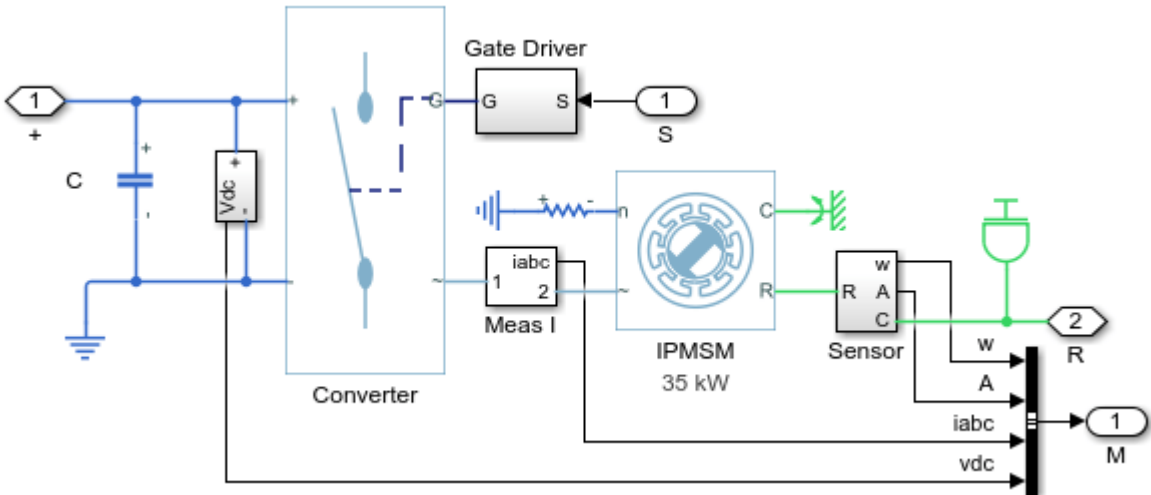 Gate Driver
1
+
+
G
G
S
1
S
+
-
C
+
Vdc
-
-
~
Converter
iabc
1
2
Meas I
+
-
n
C
~
R
IPMSM
35 kW
R
w
A
C
Sensor
2
R
w
A
iabc
vdc
1
M